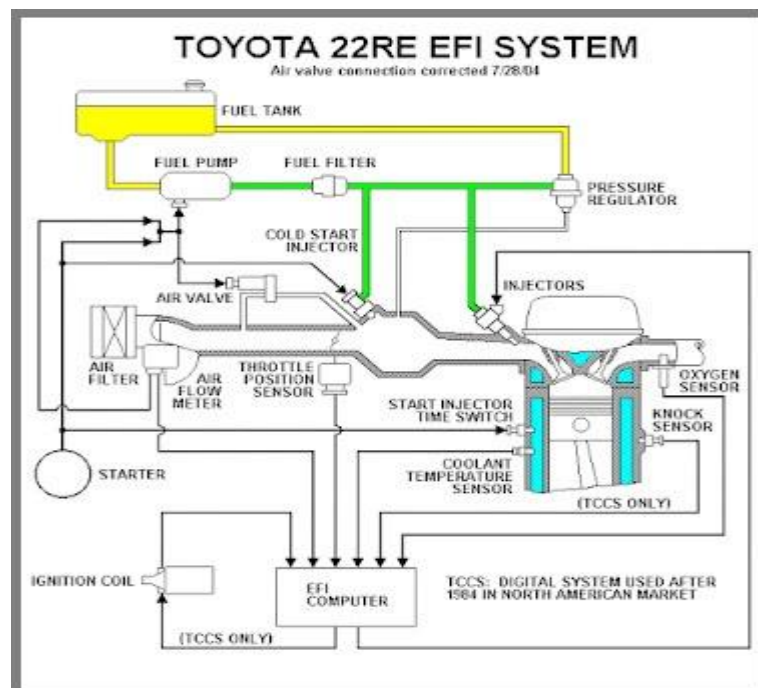 TOYOTA 22RE EFI SYSTEM
Air valve connection corrected 7/28/04
FUEL TANK
FUEL PUMP
FUEL FILTER
PRESSURE
REGULATOR
COLD START
INJECTOR
INJECTORS
AIR VALVE
AIR
FILTER
AIR
FLOW
METER
THROTTLE
POSITION
SENSOR
OXYGEN
SENSOR
START INJECTOR
TIME SWITCH
KNOCK
SENSOR
STARTER
COOLANT
TEMPERATURE
SENSOR
(TCCS ONLY)
IGNITION COIL
EFI
COMPUTER
TCCS: DIGITAL SYSTEM USED AFTER
1984 IN NORTH AMERICAN MARKET
(TCCS ONLY)